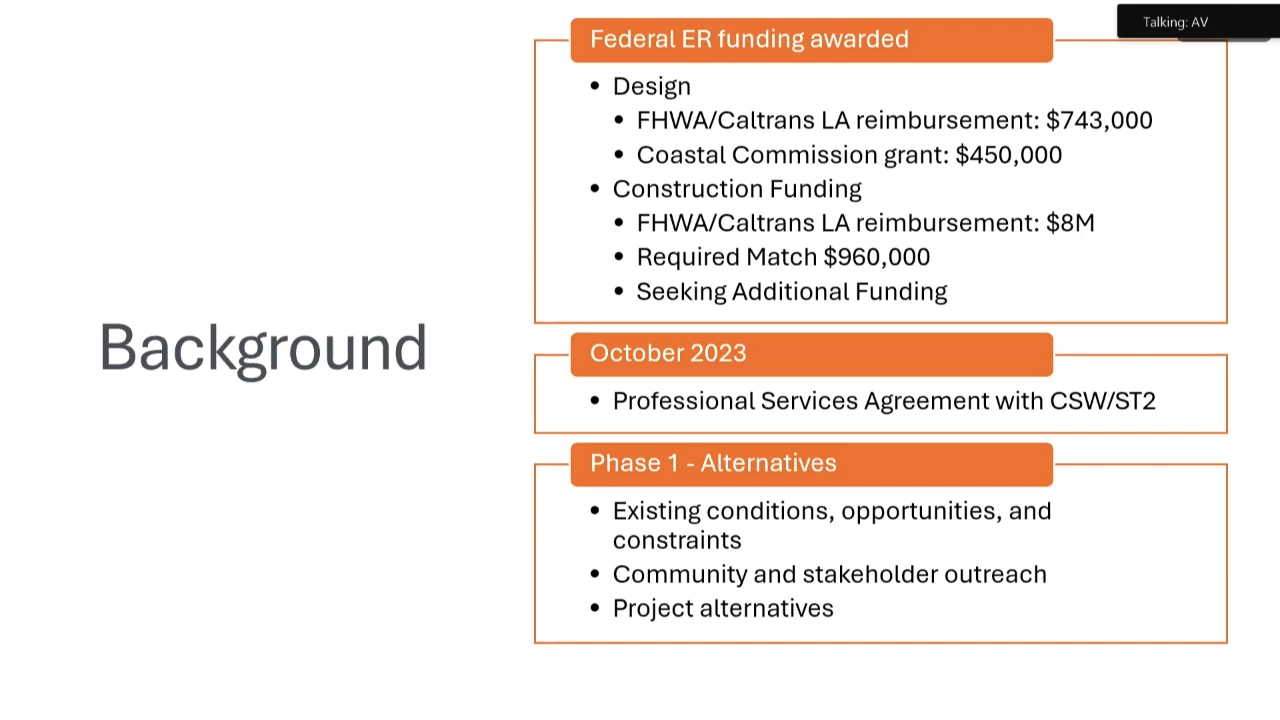 Talking: AV
Background
Federal ER funding awarded
• Design
• FHWA/Caltrans LA reimbursement: $743,000
• Coastal Commission grant: $450,000
• Construction Funding
• FHWA/Caltrans LA reimbursement: $8M
• Required Match $960,000
• Seeking Additional Funding
October 2023
• Professional Services Agreement with CSW/ST2
Phase 1 - Alternatives
• Existing conditions, opportunities, and
constraints
• Community and stakeholder outreach
• Project alternatives